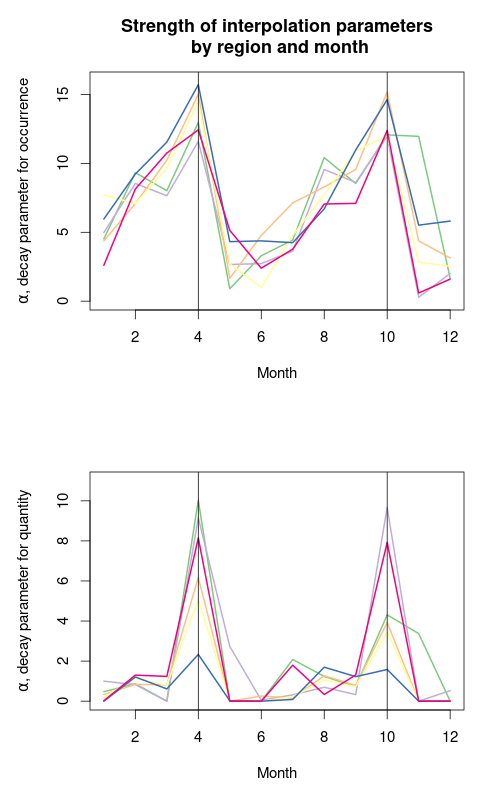 Strength of interpolation parameters
by region and month
α, decay parameter for occurrence
15
10
5
0
2 4 6 8 10 12
Month
α, decay parameter for quantity
10
8
6
4
2
0
2 4 6 8 10 12
Month